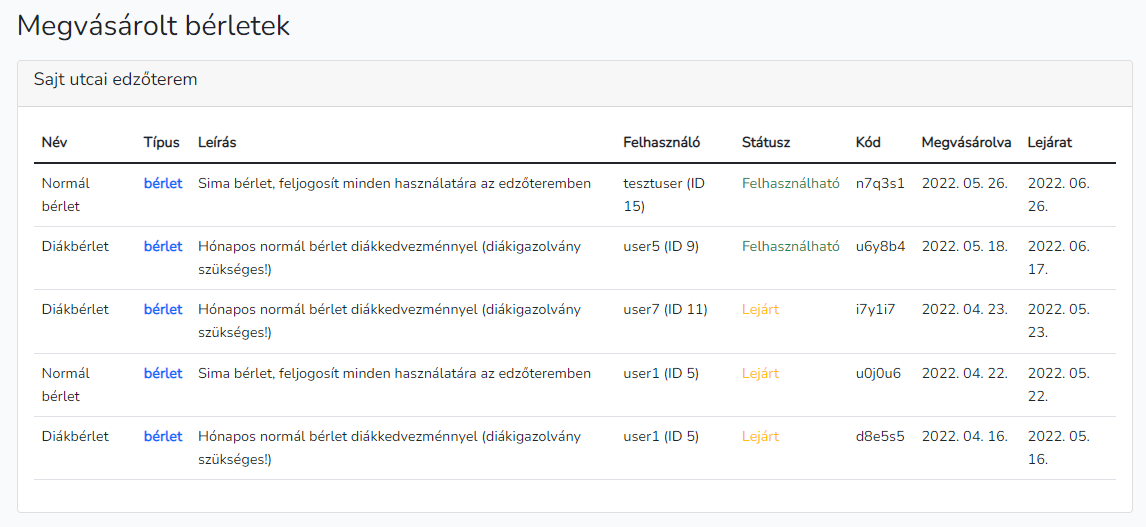 Megvásárolt bérletek
Sajt utcai edzőterem
Név Típus Leírás Felhasználó Státusz Kód Megvásárolva Lejárat
Normál bérlet Sima bérlet, feljogosít minden használatára az edzőteremben tesztuser (ID Felhasználható n7q3s1 2022. 05. 26. 2022. 06.
bérlet 15) 26.
Diákbérlet bérlet Hónapos normál bérlet diákkedvezménnyel (diákigazolvány user5 (ID 9) Felhasználható u6y8b4 2022. 05. 18. 2022. 06.
szükséges!) 17.
Diákbérlet bérlet Hónapos normál bérlet diákkedvezménnyel (diákigazolvány user7 (ID 11) Lejárt i7y1i7 2022. 04. 23. 2022. 05.
szükséges!) 23.
Normál bérlet Sima bérlet, feljogosít minden használatára az edzőteremben user1 (ID 5) Lejárt u0j0u6 2022. 04. 22. 2022. 05.
bérlet 22.
Diákbérlet bérlet Hónapos normál bérlet diákkedvezménnyel (diákigazolvány user1 (ID 5) Lejárt d8e5s5 2022. 04. 16. 2022. 05.
szükséges!) 16.